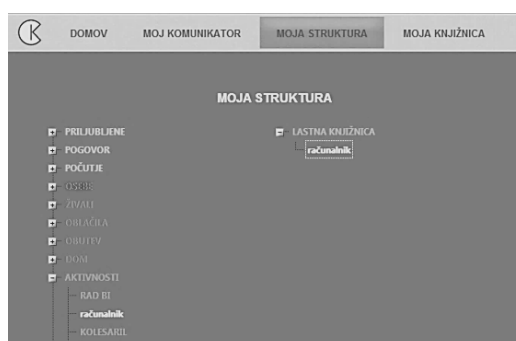 DOMOV MOJ KOMUNIKATOR MOJA STRUKTURA MOJA KNJIŽNICA
MOJA STRUKTURA
PRILJUBLJENE
POGOVOR
POČUTJE
OSEBE
ŽIVALI
OBLAČILA
OBUTEV
DOM
AKTIVNOSTI
RAD BI
računalnik
KOLESARIL
LASTNA KNJIŽNICA
računalnik